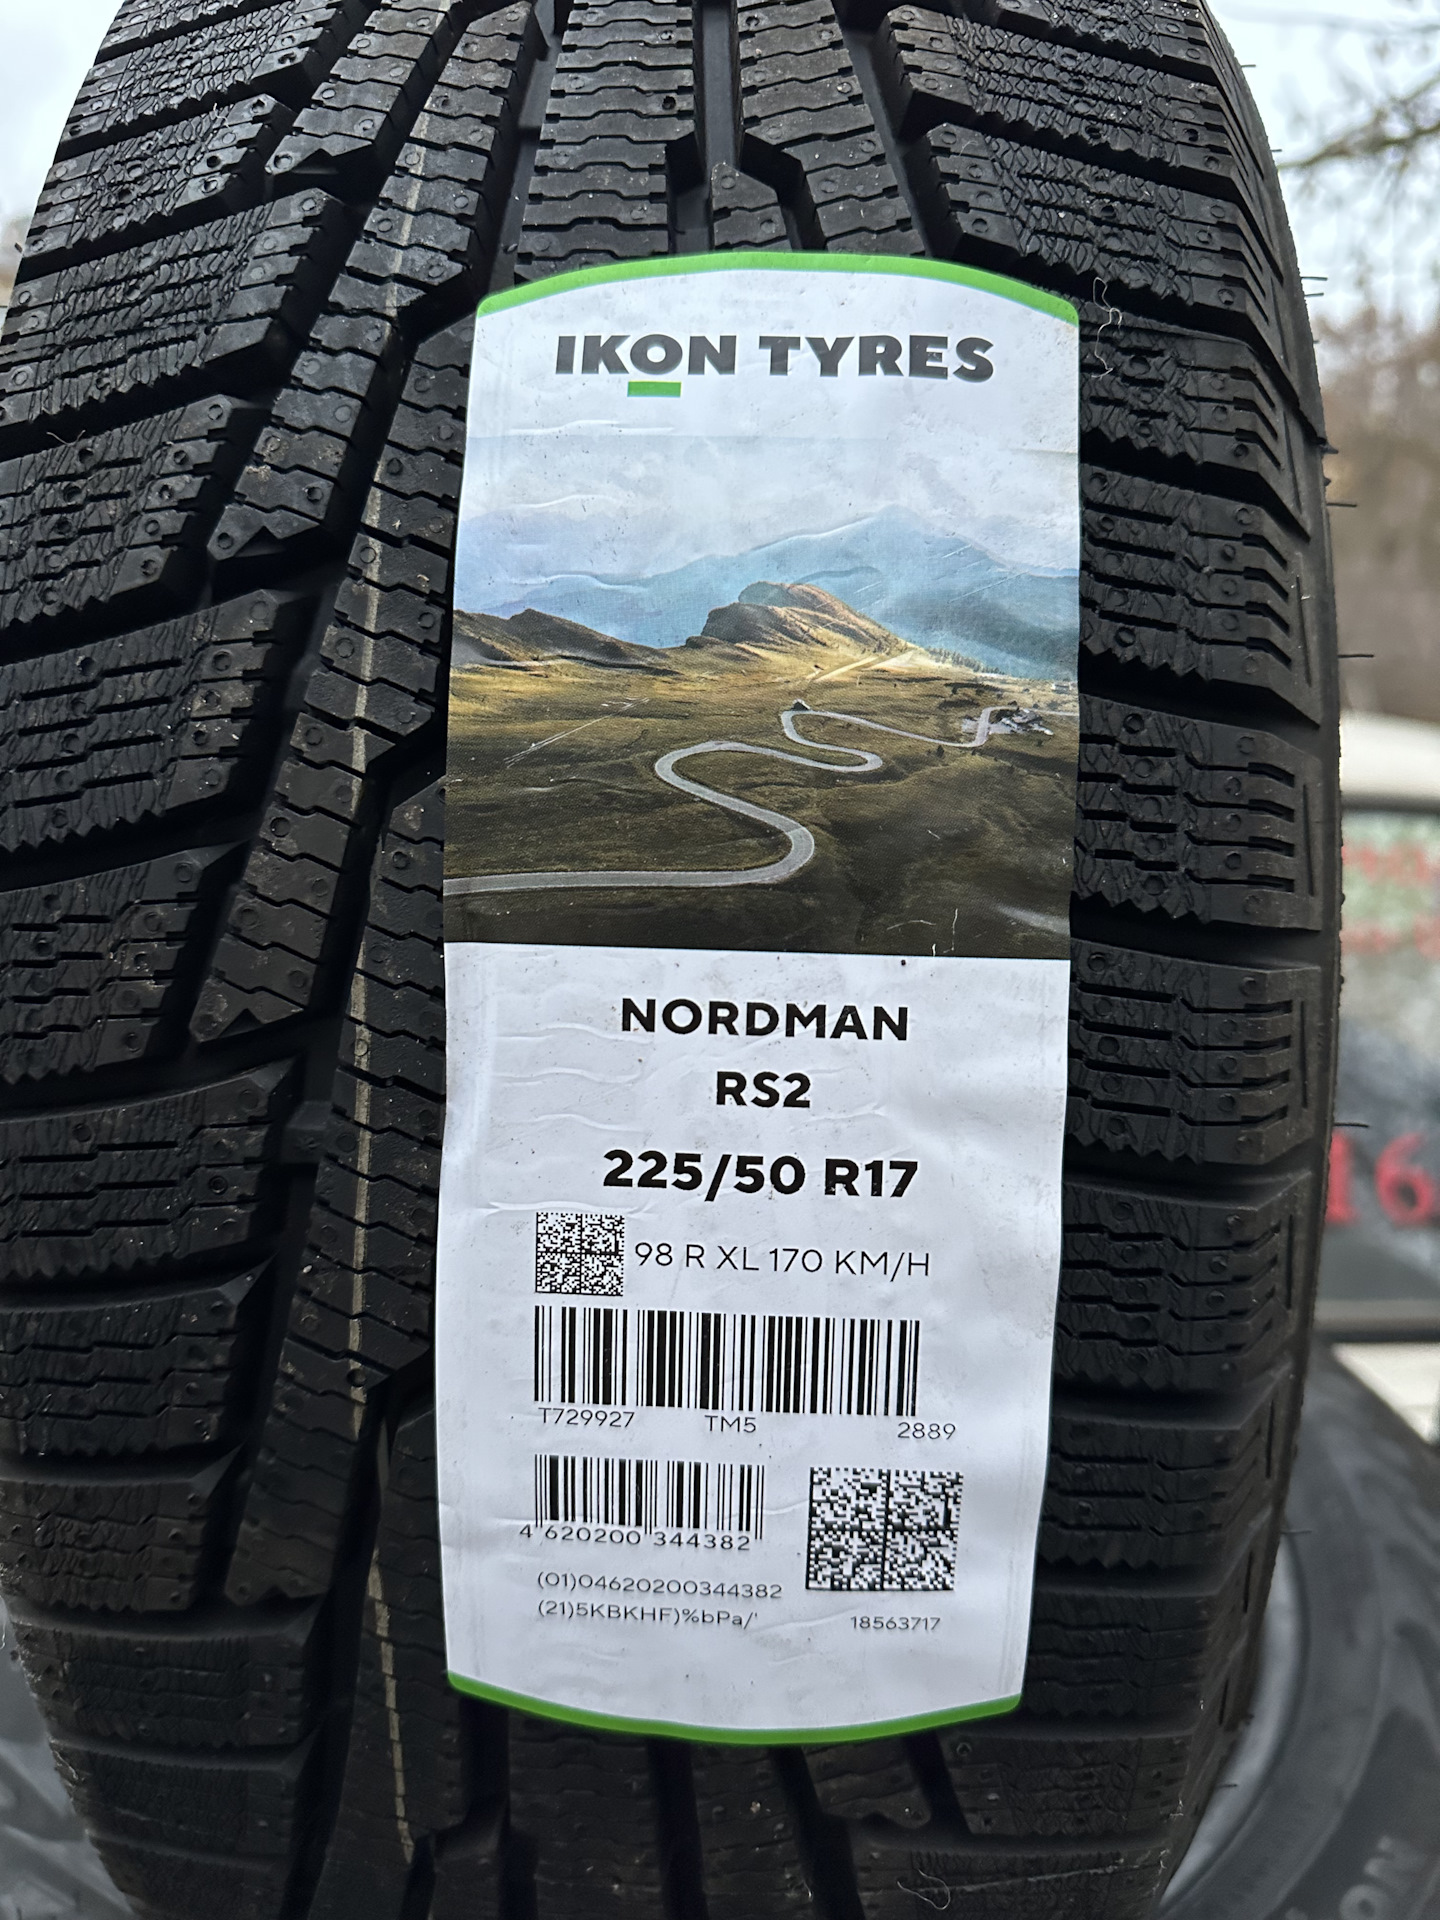 IKON TYRES
NORDMAN
RS2
225/50 R17
98 R XL 170 KM/H
T729927 TM5 2889
4 620200 344382
(01)04620200344382
(21)5KBKHF)%bPa/'
18563717
16